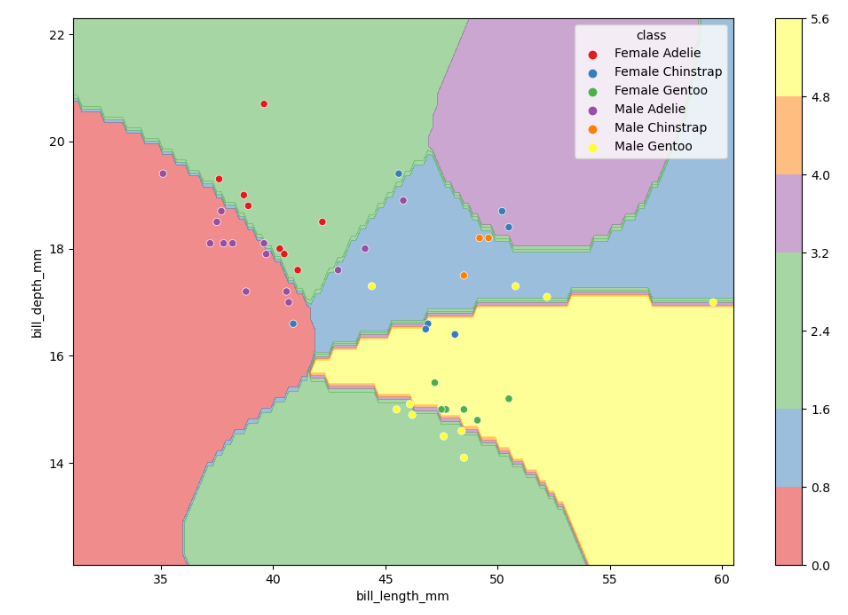 class
Female Adelie
Female Chinstrap
Female Gentoo
Male Adelie
Male Chinstrap
Male Gentoo
22
20
18
16
14
bill_depth_mm
35
40
45
50
55
60
bill_length_mm
5.6
4.8
4.0
3.2
2.4
1.6
0.8
0.0